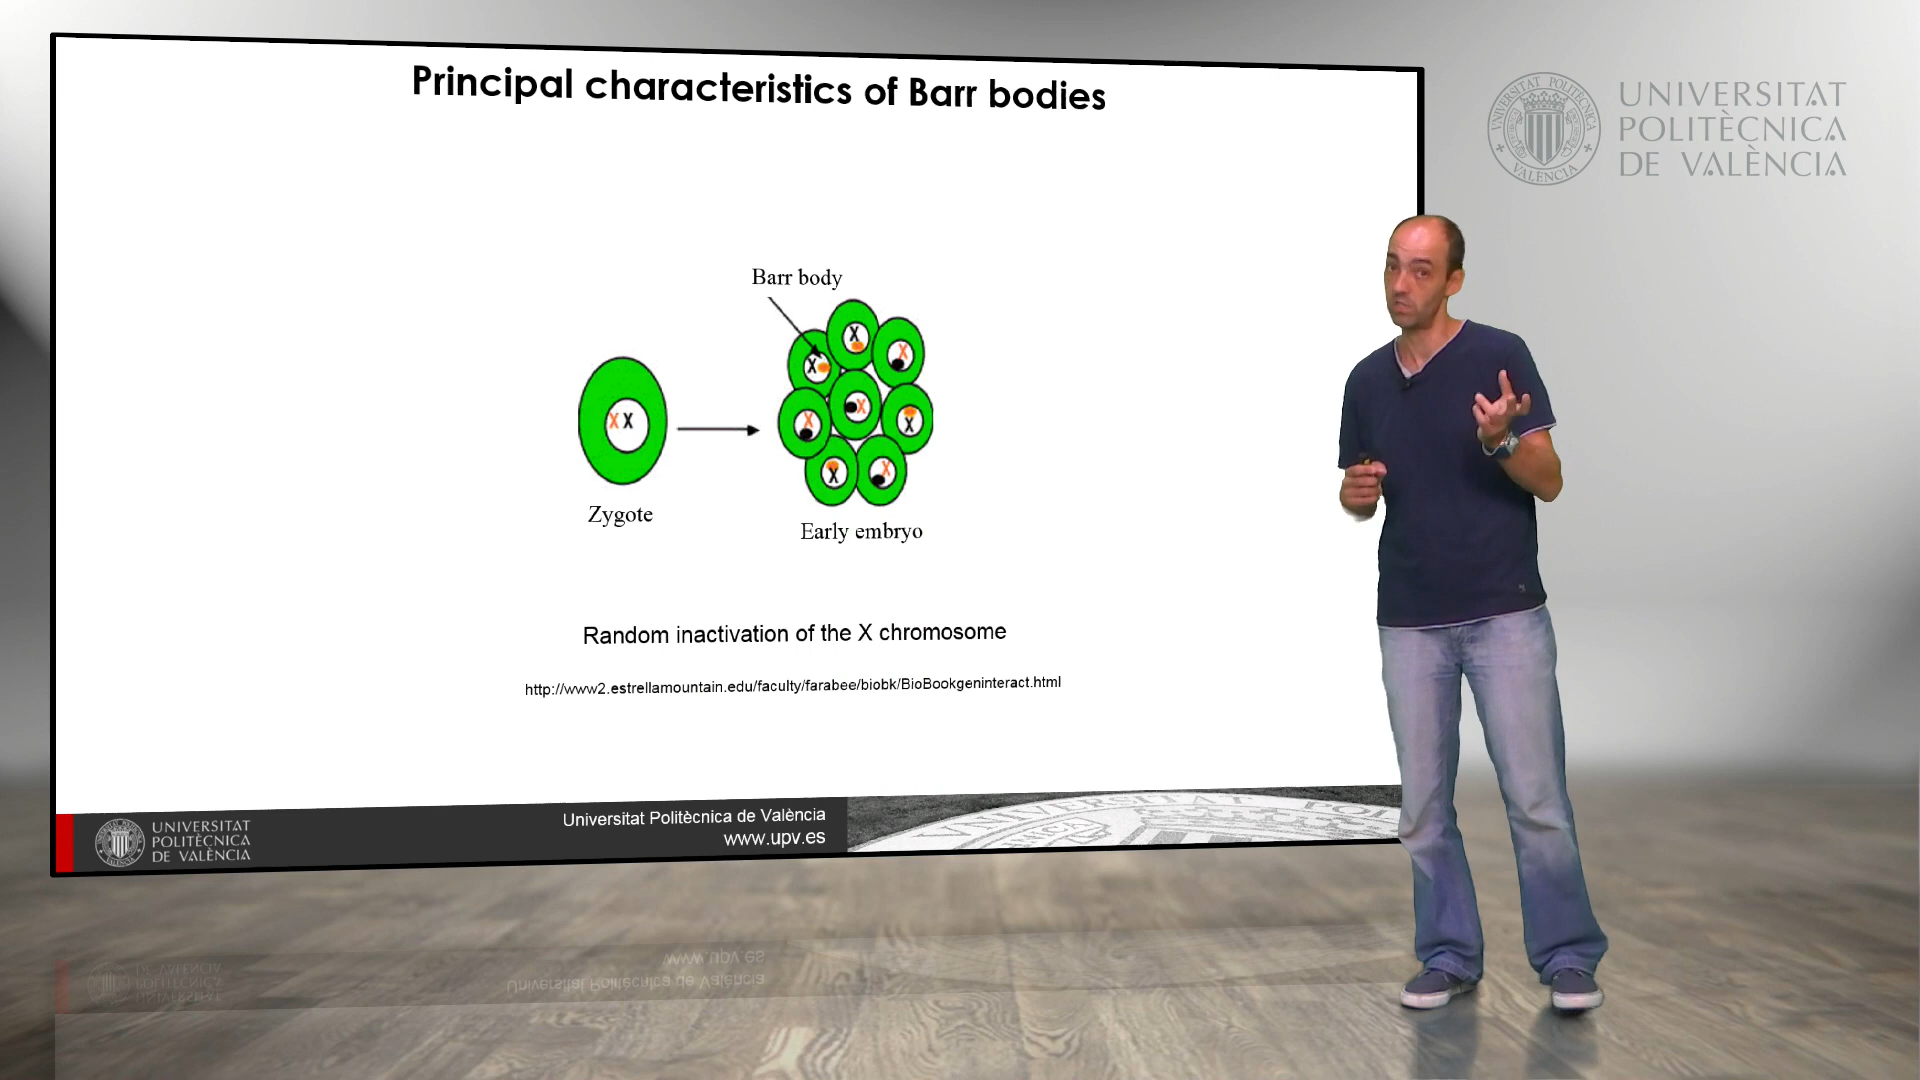 Principal characteristics of Barr bodies
UNIVERSITAT
POLITÈCNICA
DE VALÈNCIA
Barr body
X X
Zygote
Early embryo
Random inactivation of the X chromosome
http://www2.estrellamountain.edu/faculty/farabee/biobk/BioBookgeninteract.html
UNIVERSITAT
POLITÈCNICA
DE VALÈNCIA
Universitat Politècnica de València
www.upv.es